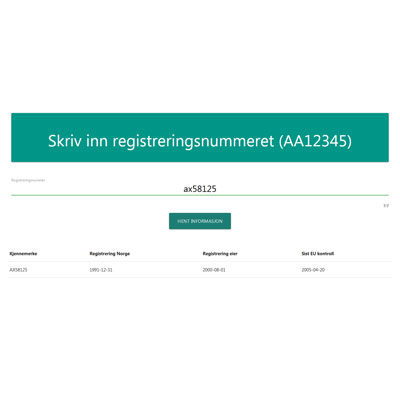 Skriv inn registreringsnummeret (AA12345)
Registreringsnummer
ax58125
7/7
HENT INFORMASJON
Kjennemerke Registrering Norge Registrering eier Sist EU kontroll
AX58125 1991-12-31 2000-08-01 2005-04-20